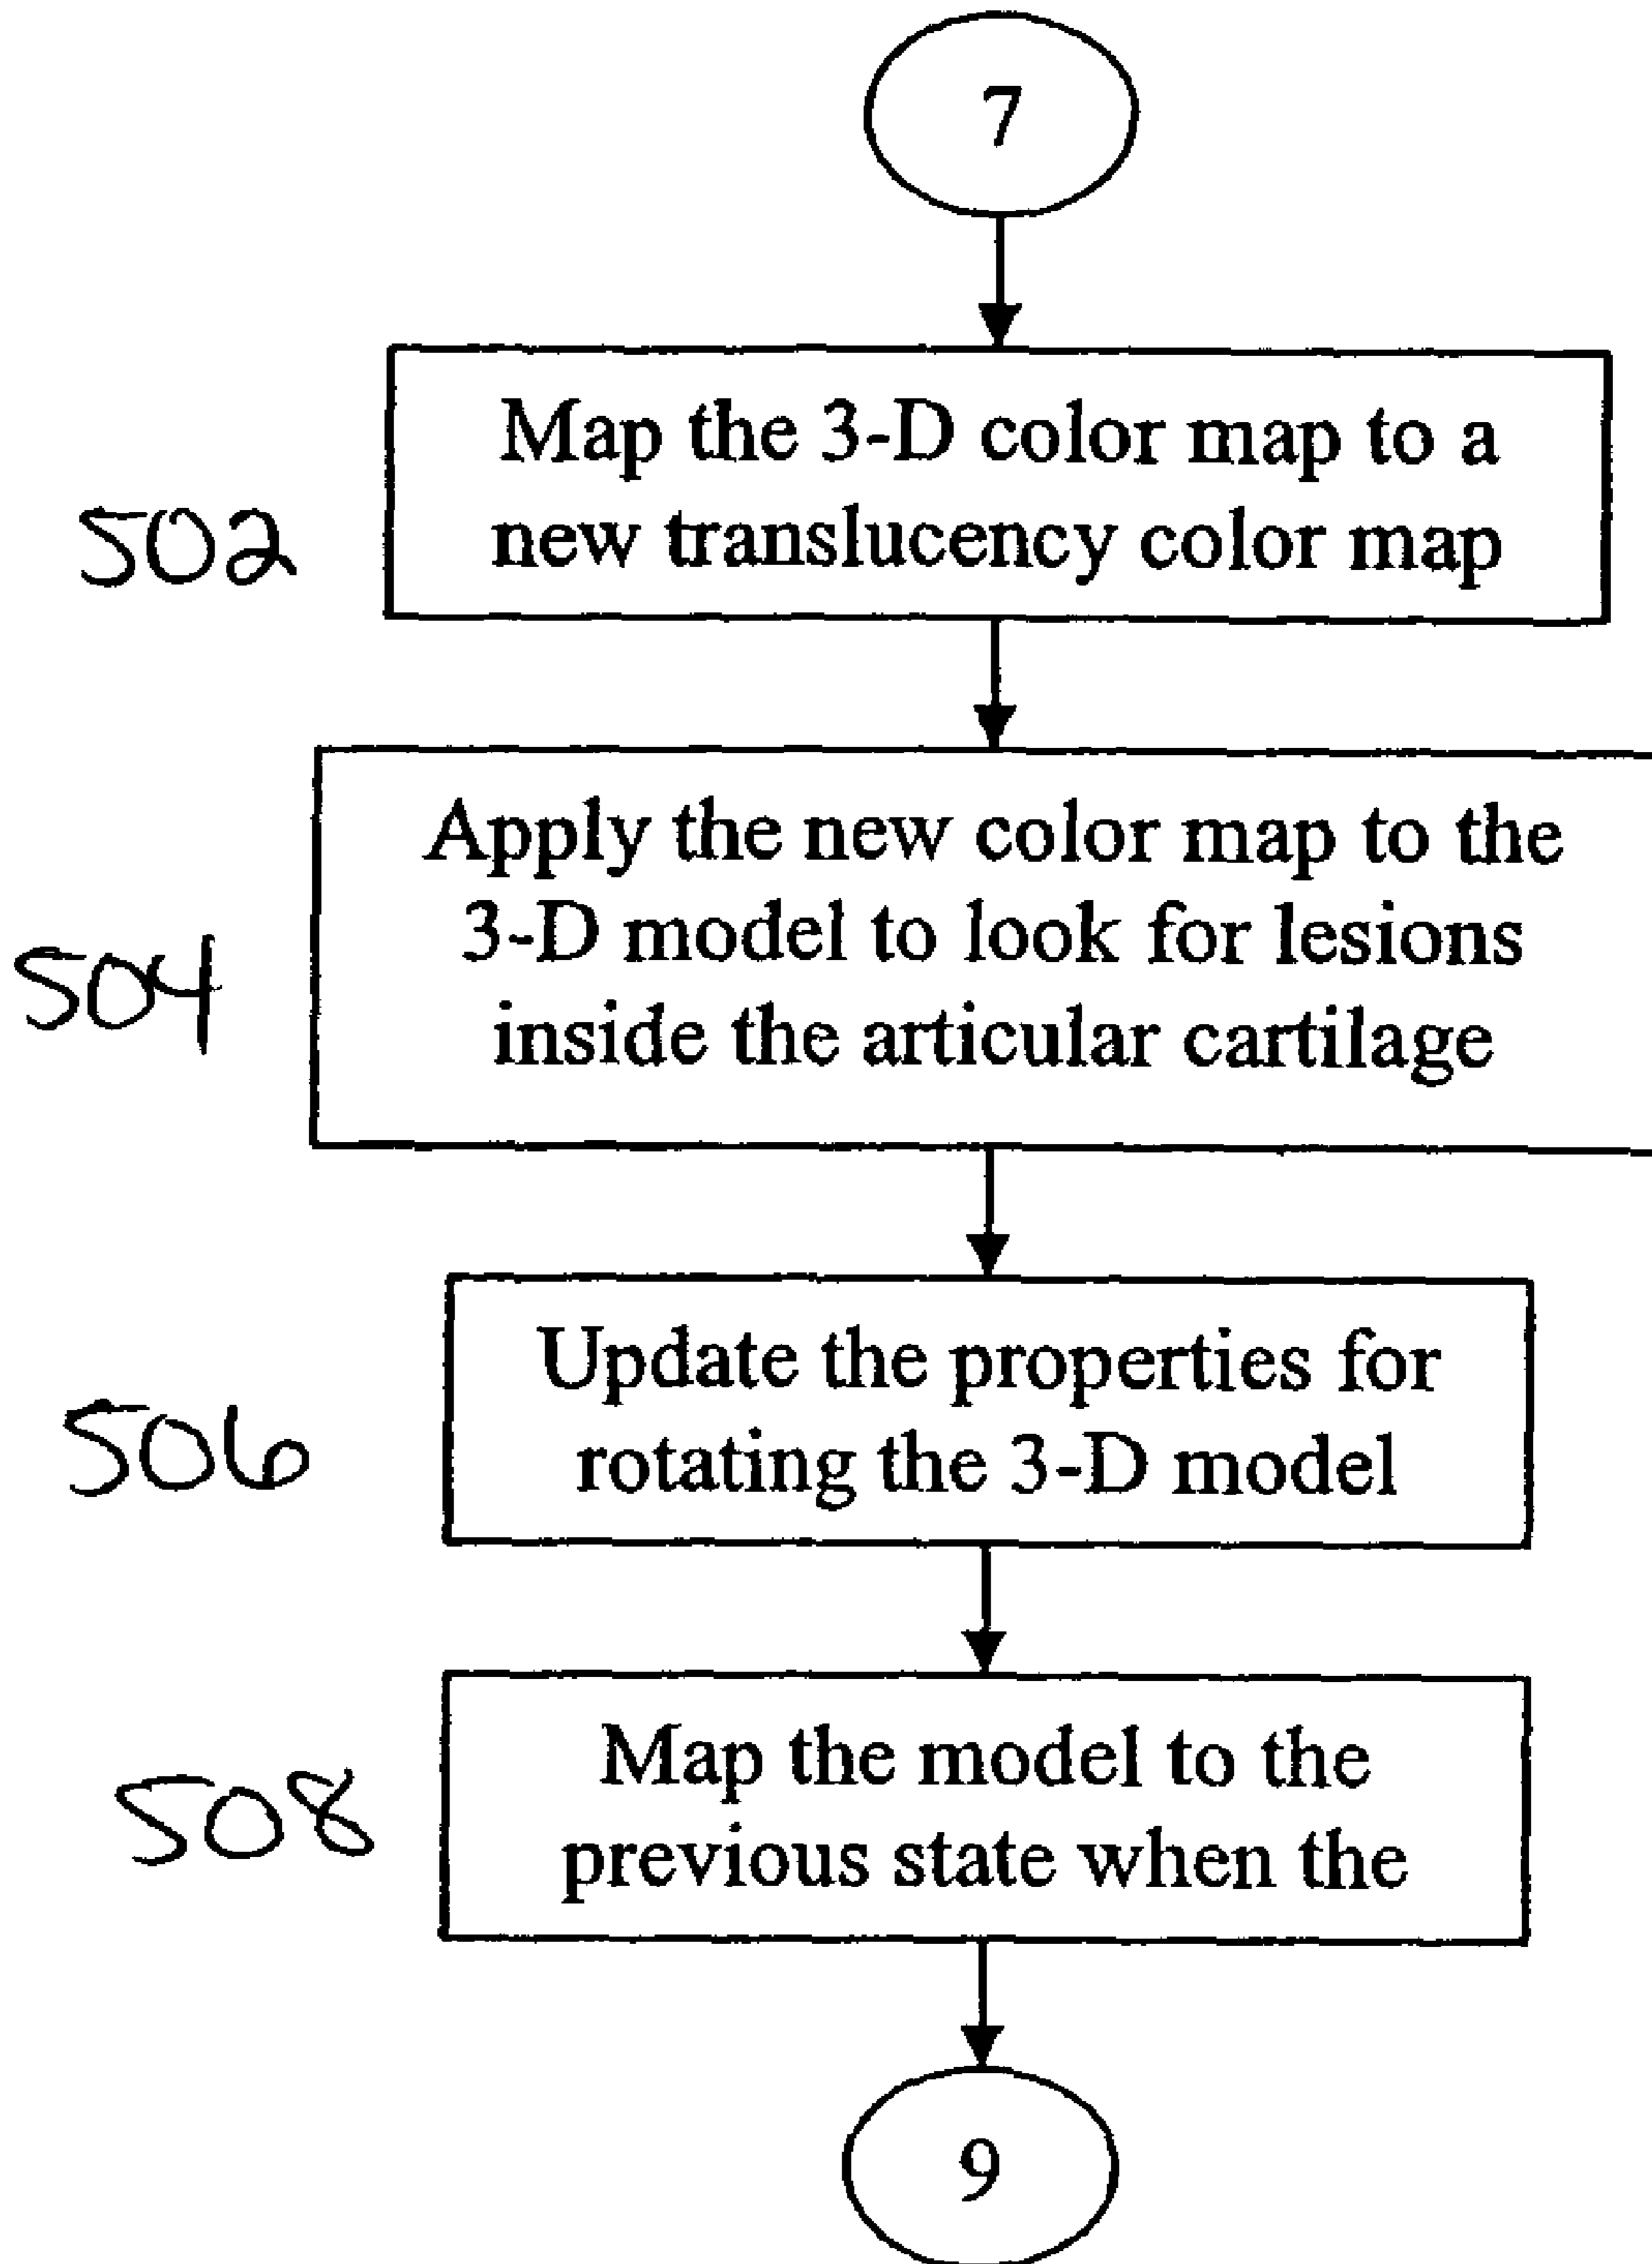 7
502
Map the 3-D color map to a
new translucency color map
504
Apply the new color map to the
3-D model to look for lesions
inside the articular cartilage
506
Update the properties for
rotating the 3-D model
508
Map the model to the
previous state when the
9